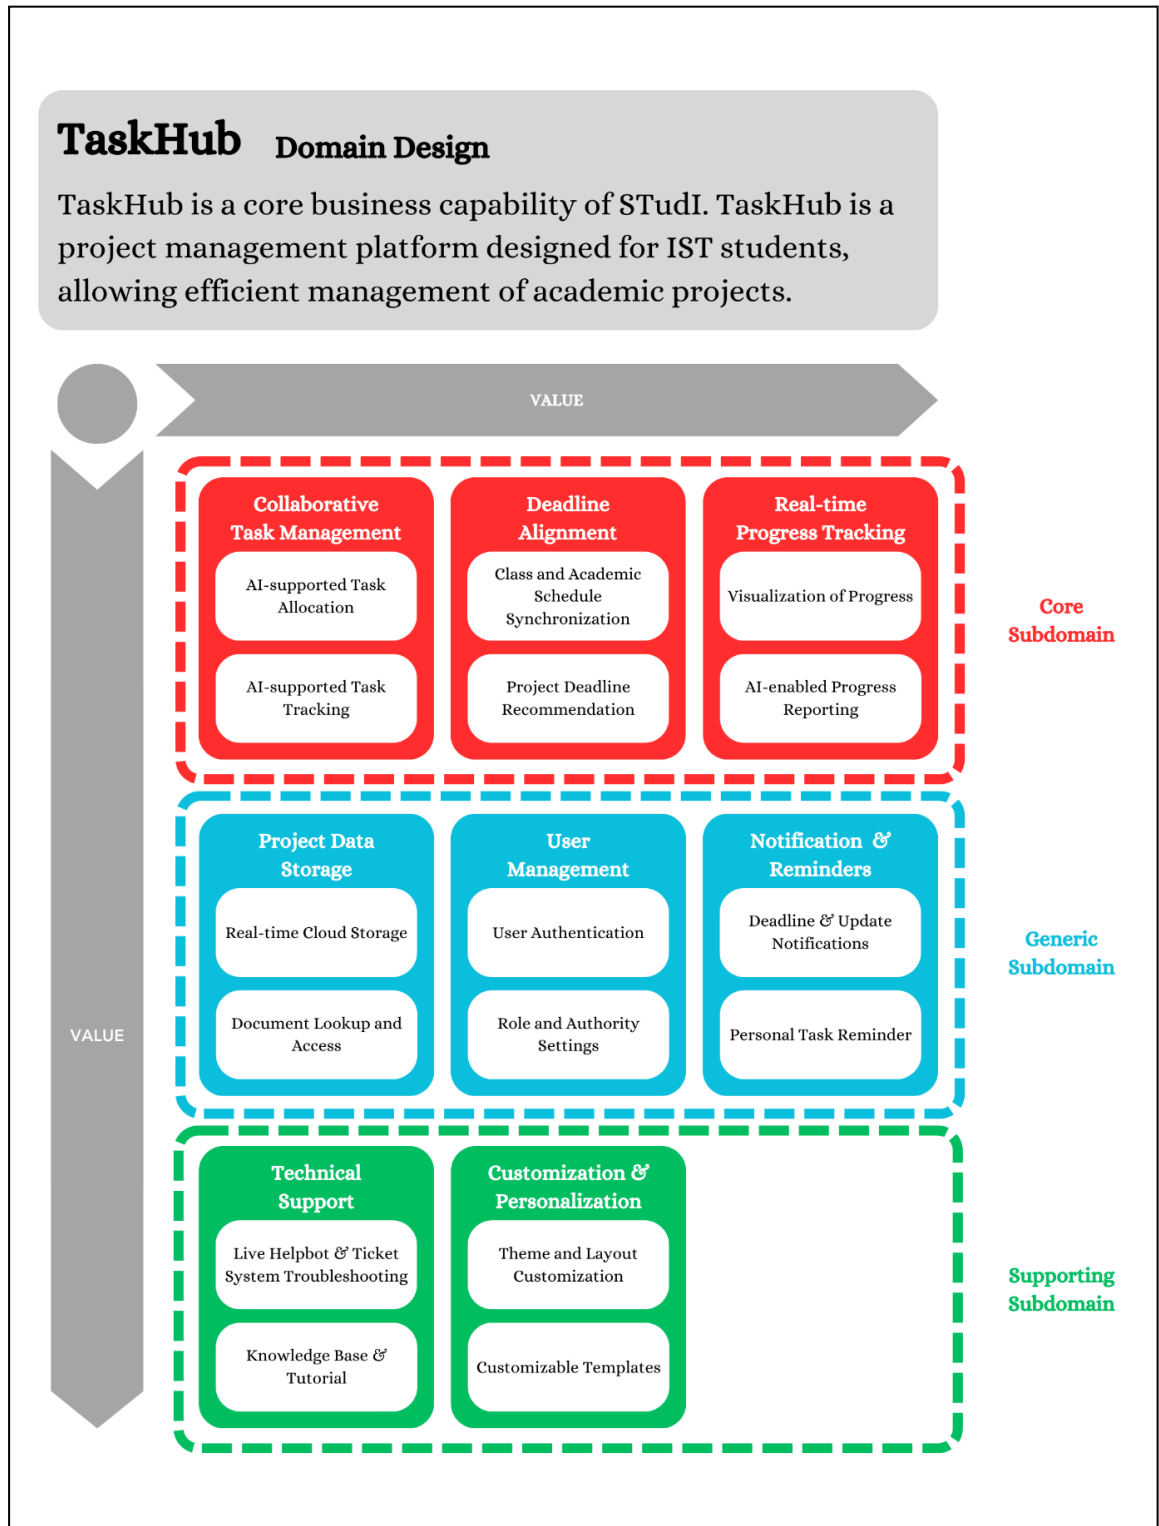 TaskHub Domain Design
TaskHub is a core business capability of STudI. TaskHub is a
project management platform designed for IST students,
allowing efficient management of academic projects.
VALUE
Collaborative
Task Management
AI-supported Task
Allocation
AI-supported Task
Tracking
Deadline
Alignment
Class and Academic
Schedule
Synchronization
Project Deadline
Recommendation
Real-time
Progress Tracking
Visualization of Progress
AI-enabled Progress
Reporting
Core
Subdomain
Project Data
Storage
Real-time Cloud Storage
Document Lookup and
Access
User
Management
User Authentication
Role and Authority
Settings
Notification & 
Reminders
Deadline & Update
Notifications
Personal Task Reminder
Generic
Subdomain
VALUE
Technical
Support
Live Helpbot & Ticket
System Troubleshooting
Knowledge Base &
Tutorial
Customization &
Personalization
Theme and Layout
Customization
Customizable Templates
Supporting
Subdomain